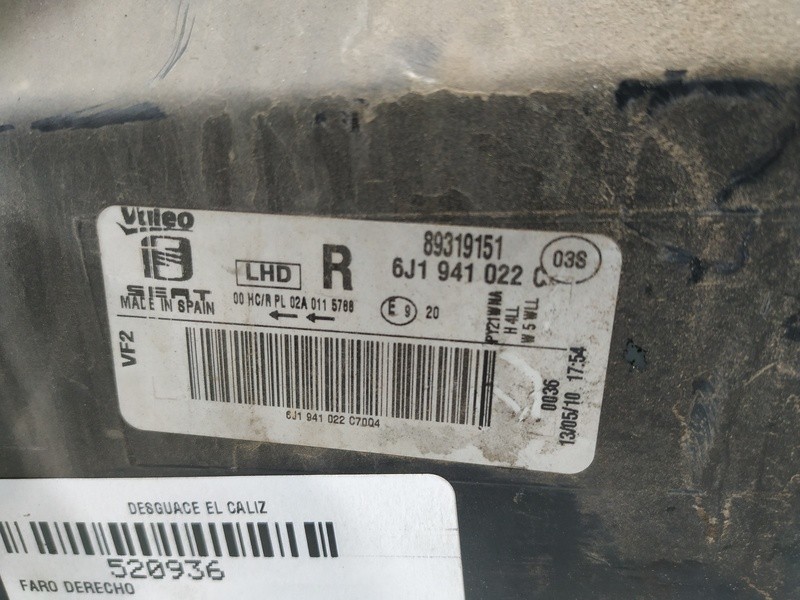 Valeo
SEAT
MADE IN SPAIN
LHD
R
89319151
6J1 941 022 C
03S
00 HC/R PL 02A 011 5788
E 9 20
PY21WNA
H 4LL
W 5 WLL
VF2
6J1 941 022 C70Q4
0036
13/05/10 17:54
DESGUACE EL CALIZ
520936
FARO DERECHO